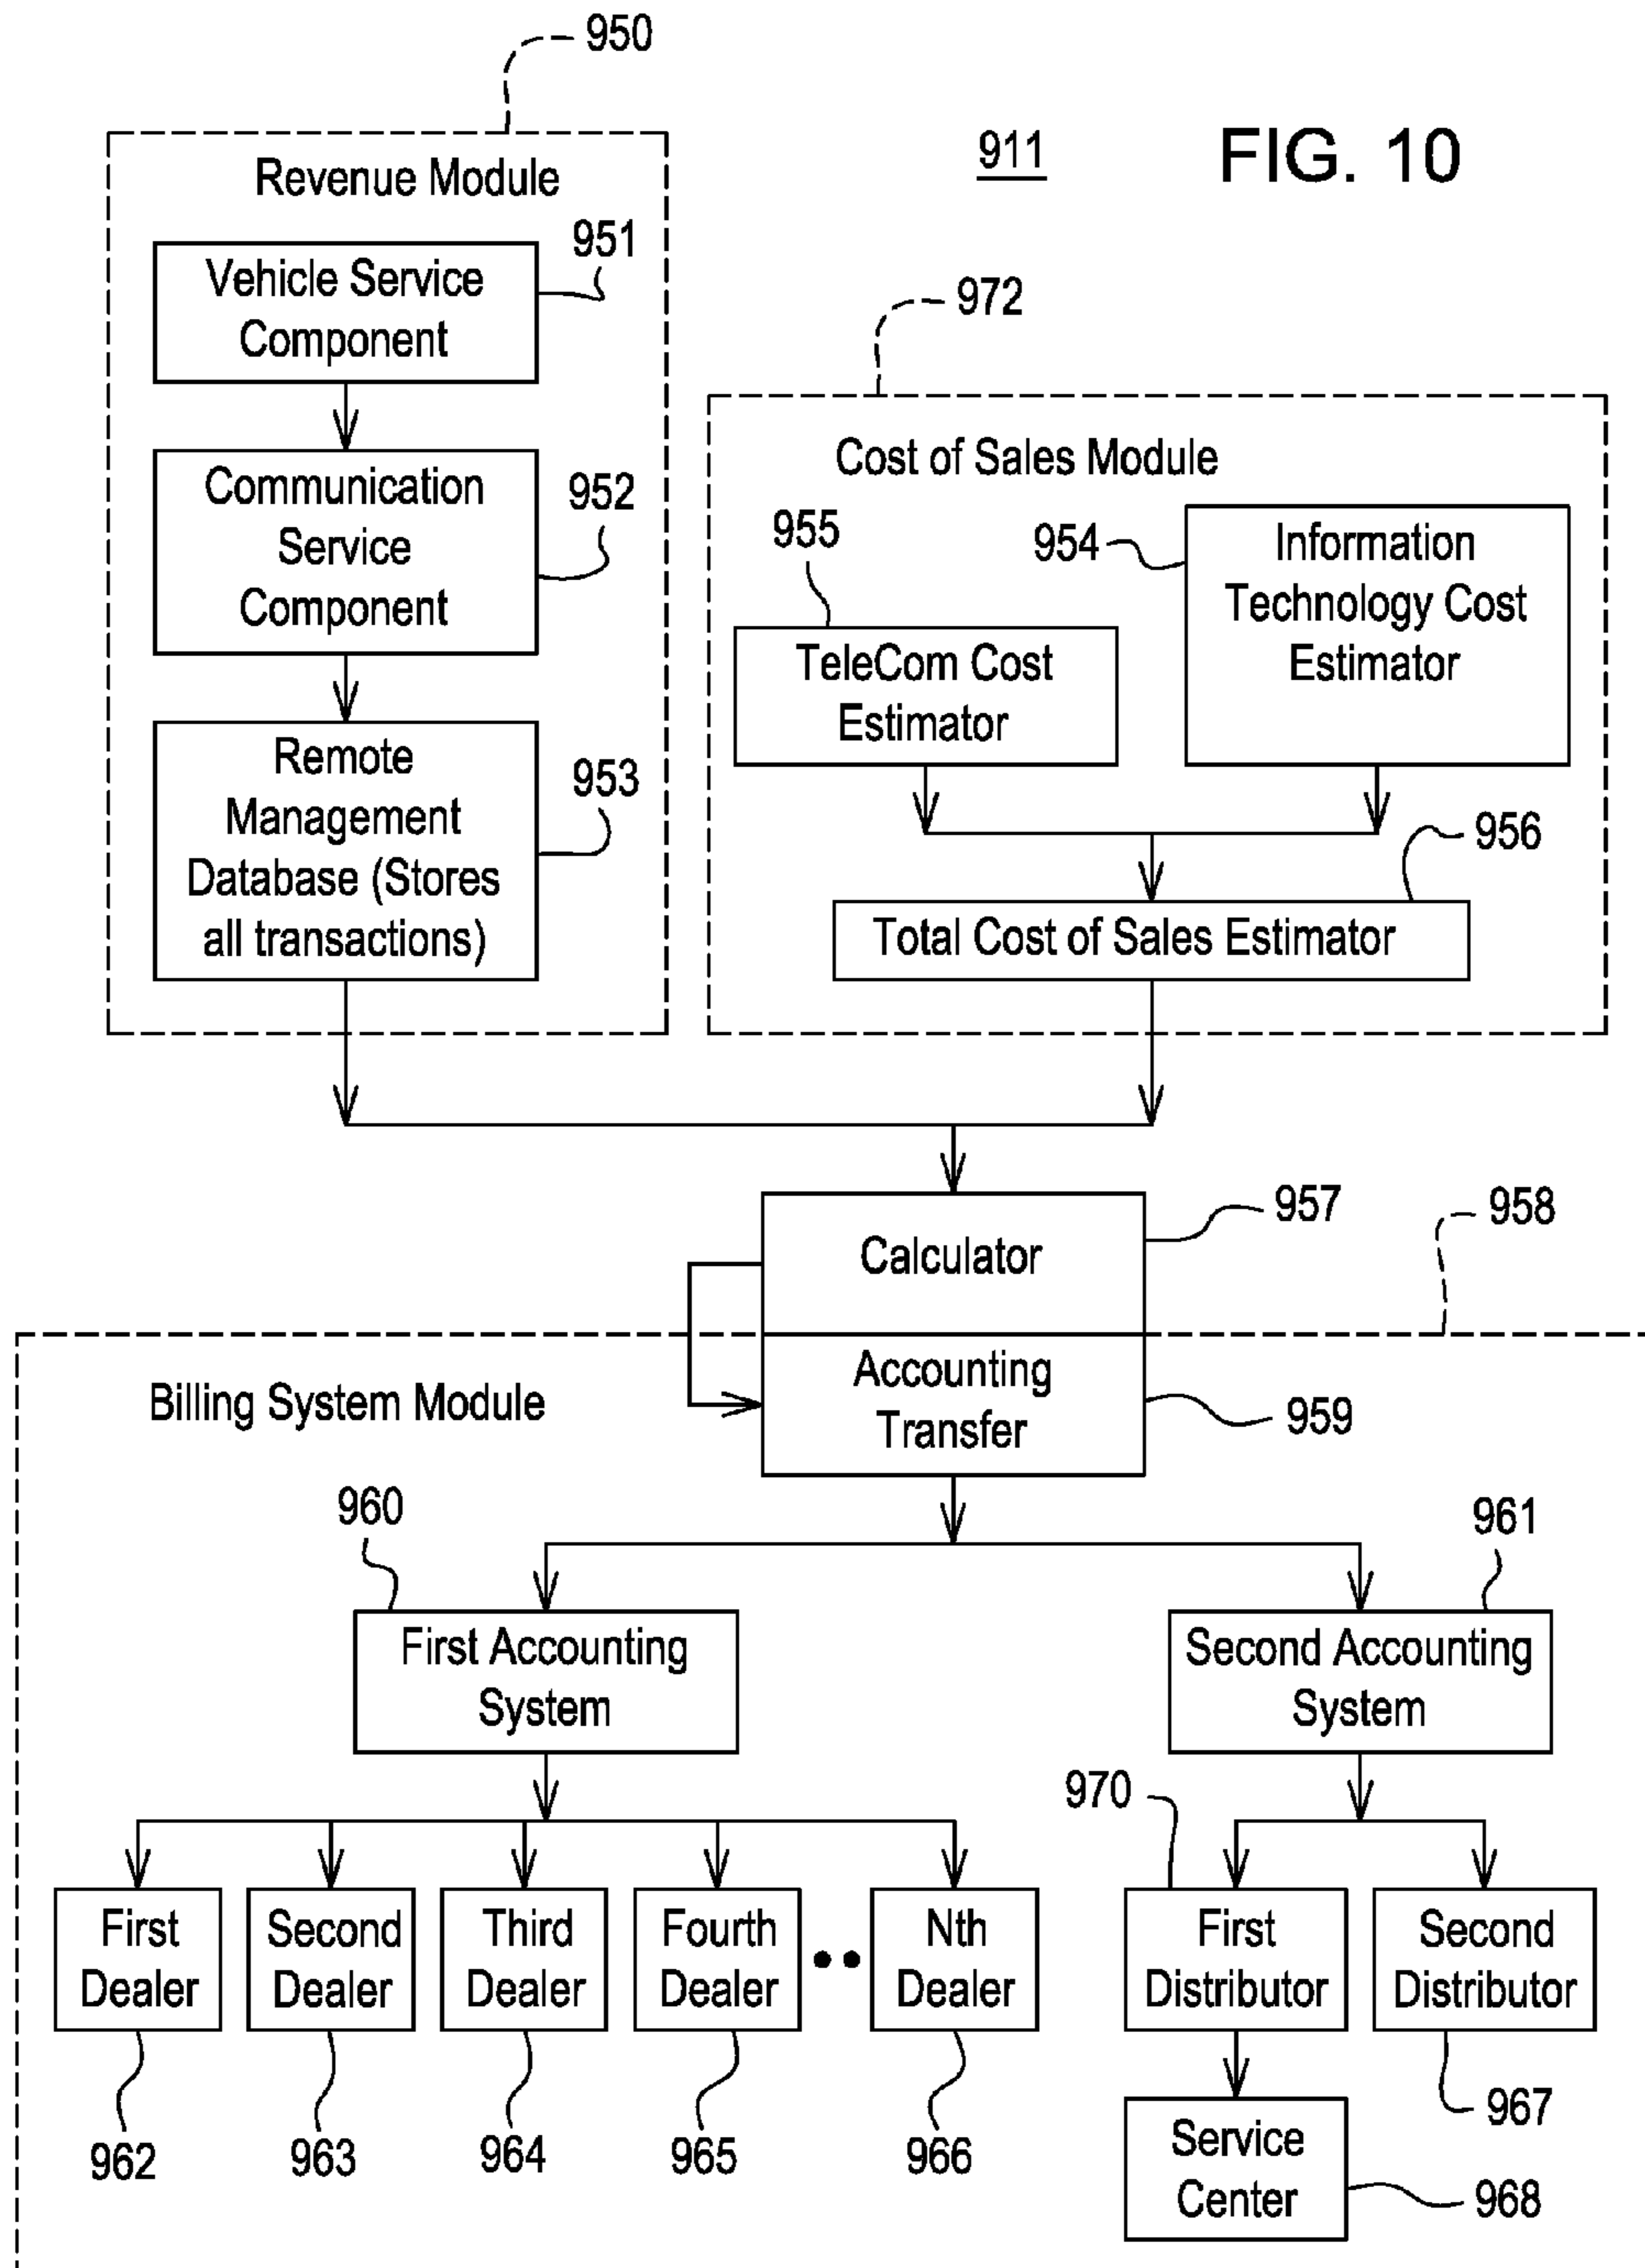 950
911
FIG. 10
Revenue Module
951
Vehicle Service
Component
972
Communication
Service
Component
952
Cost of Sales Module
955
954
Information
Technology Cost
Estimator
TeleCom Cost
Estimator
Remote
Management
Database (Stores
all transactions)
953
956
Total Cost of Sales Estimator
957
958
Calculator
Billing System Module
Accounting
Transfer
959
960
961
First Accounting
System
Second Accounting
System
970
First
Dealer
Second
Dealer
Third
Dealer
Fourth
Dealer
Nth
Dealer
First
Distributor
Second
Distributor
962
963
964
965
966
967
Service
Center
968